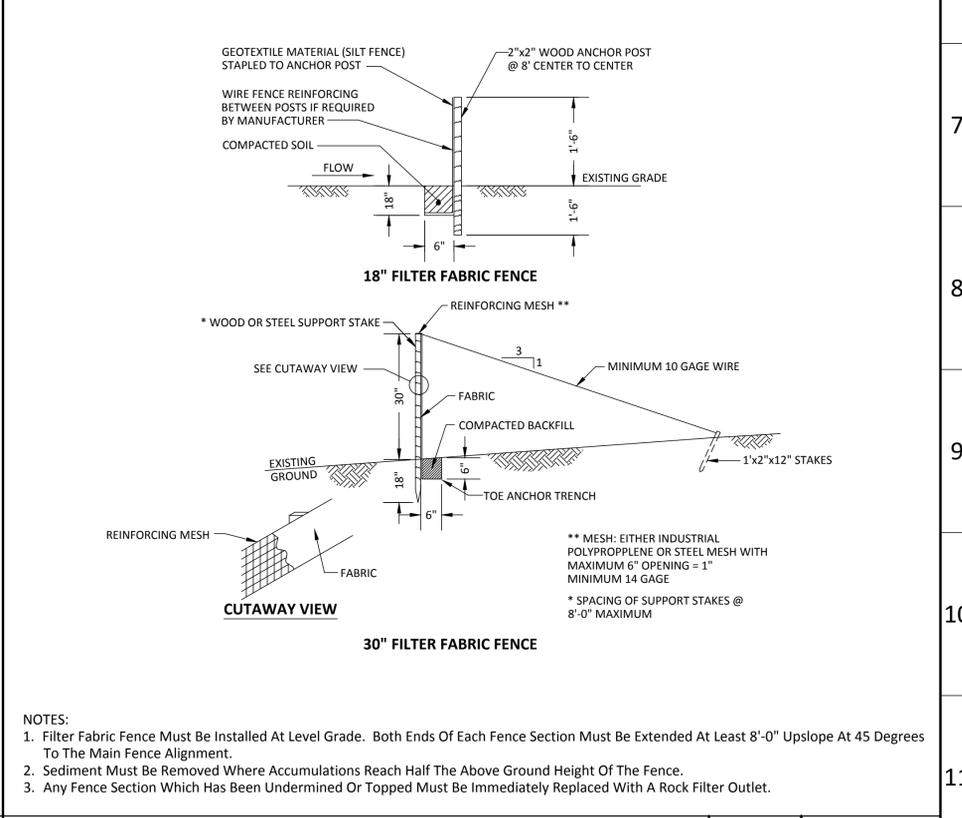 GEOTEXTILE MATERIAL (SILT FENCE)
STAPLED TO ANCHOR POST
2"x2" WOOD ANCHOR POST
@ 8' CENTER TO CENTER
WIRE FENCE REINFORCING
BETWEEN POSTS IF REQUIRED
BY MANUFACTURER
COMPACTED SOIL
FLOW
1'-6"
EXISTING GRADE
18"
1'-6"
6"
18" FILTER FABRIC FENCE
REINFORCING MESH **
* WOOD OR STEEL SUPPORT STAKE
3
1
SEE CUTAWAY VIEW
MINIMUM 10 GAGE WIRE
30"
FABRIC
COMPACTED BACKFILL
EXISTING
GROUND
18"
6"
1'x2"x12" STAKES
TOE ANCHOR TRENCH
6"
REINFORCING MESH
FABRIC
CUTAWAY VIEW
** MESH: EITHER INDUSTRIAL
POLYPROPPLENE OR STEEL MESH WITH
MAXIMUM 6" OPENING = 1"
MINIMUM 14 GAGE
* SPACING OF SUPPORT STAKES @
8'-0" MAXIMUM
30" FILTER FABRIC FENCE
NOTES:
1. Filter Fabric Fence Must Be Installed At Level Grade. Both Ends Of Each Fence Section Must Be Extended At Least 8'-0" Upslope At 45 Degrees
To The Main Fence Alignment.
2. Sediment Must Be Removed Where Accumulations Reach Half The Above Ground Height Of The Fence.
3. Any Fence Section Which Has Been Undermined Or Topped Must Be Immediately Replaced With A Rock Filter Outlet.
7
8
9
10
11